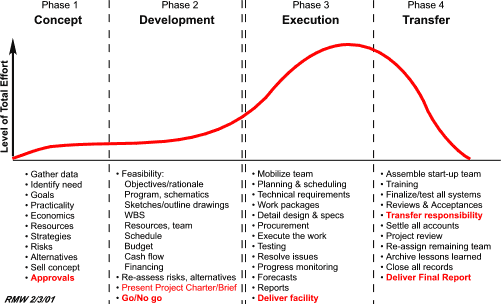 Phase 1
Concept
Phase 2
Development
Phase 3
Execution
Phase 4
Transfer
Level of Total Effort
• Gather data
• Identify need
• Goals
• Practicality
• Economics
• Resources
• Strategies
• Risks
• Alternatives
• Sell concept
• Approvals
• Feasibility:
Objectives/rationale
Program, schematics
Sketches/outline drawings
WBS
Resources, team
Schedule
Budget
Cash flow
Financing
• Re-assess risks, alternatives
• Present Project Charter/Brief
• Go/No go
• Mobilize team
• Planning & scheduling
• Technical requirements
• Work packages
• Detail design & specs
• Procurement
• Execute the work
• Testing
• Resolve issues
• Progress monitoring
• Forecasts
• Reports
• Deliver facility
• Assemble start-up team
• Training
• Finalize/test all systems
• Reviews & Acceptances
• Transfer responsibility
• Settle all accounts
• Project review
• Re-assign remaining team
• Archive lessons learned
• Close all records
• Deliver Final Report
RMW 2/3/01